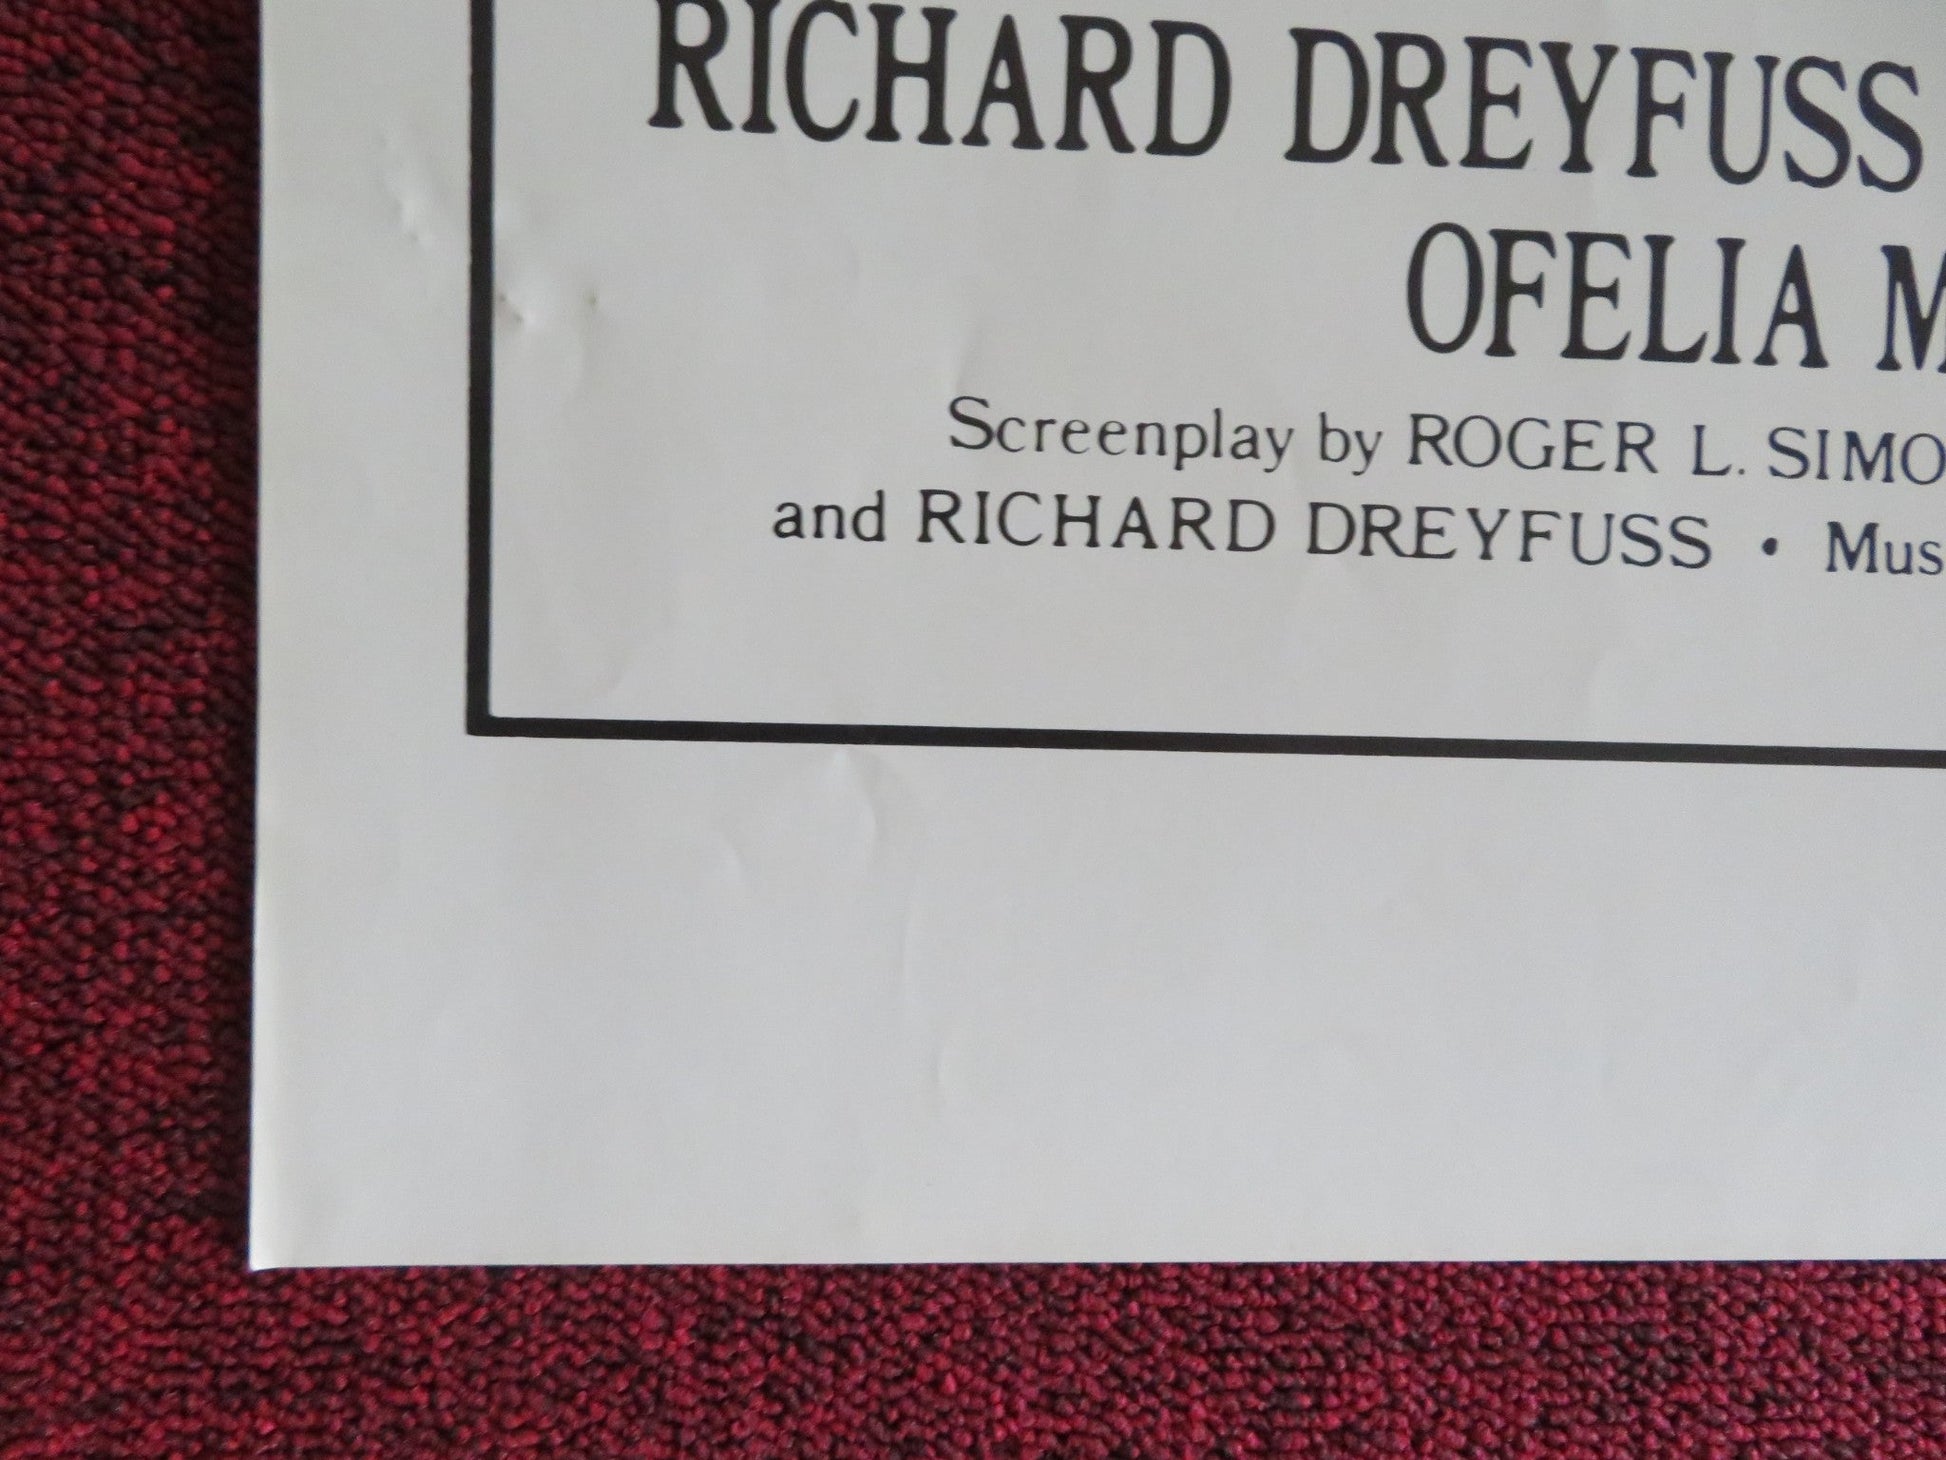 RICHARD DREYFUSS
OFELIA M
Screenplay by ROGER L. SIMO
and RICHARD DREYFUSS • Mus